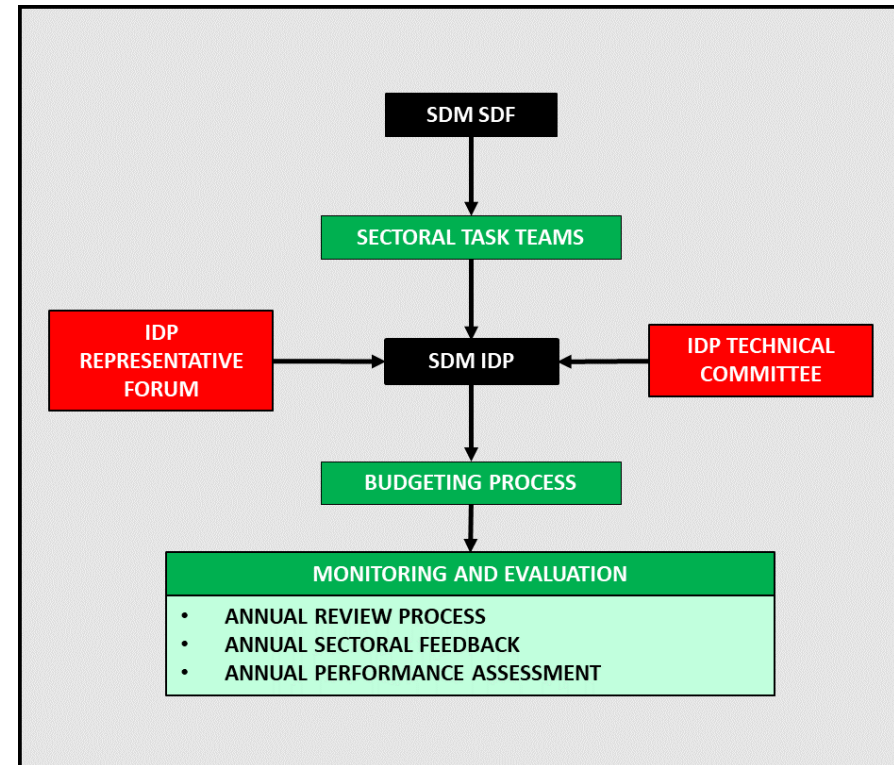 SDM SDF
SECTORAL TASK TEAMS
IDP
REPRESENTATIVE
FORUM
SDM IDP
IDP TECHNICAL
COMMITTEE
BUDGETING PROCESS
MONITORING AND EVALUATION
• ANNUAL REVIEW PROCESS
• ANNUAL SECTORAL FEEDBACK
• ANNUAL PERFORMANCE ASSESSMENT